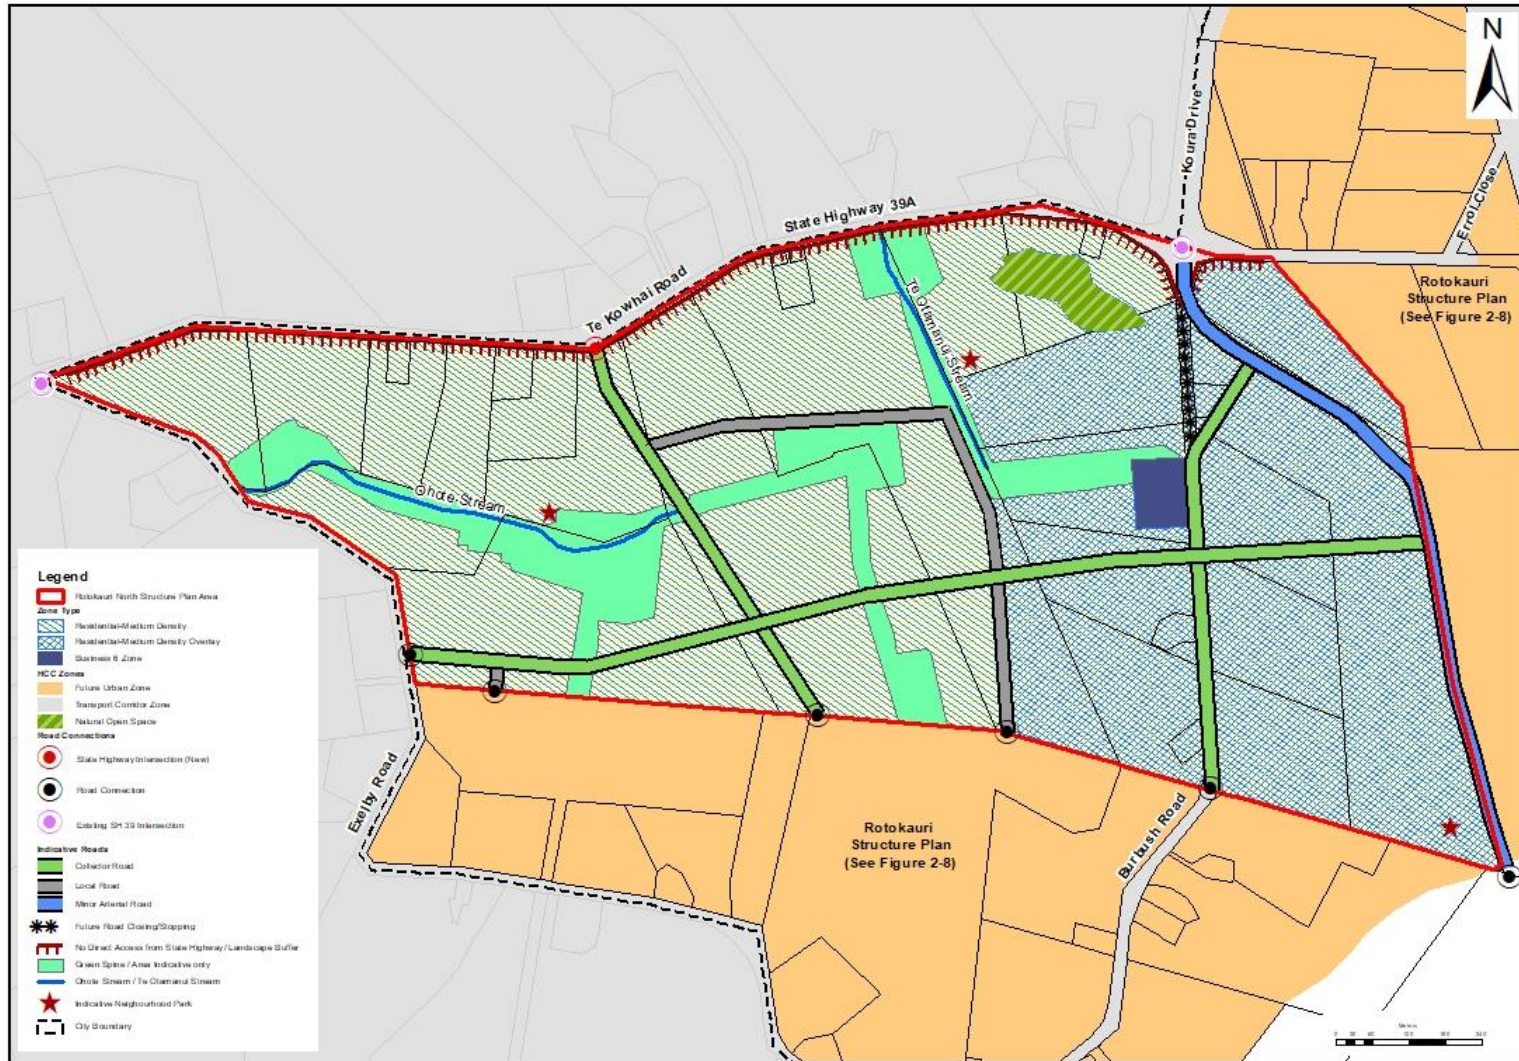 N
Koura Drive
Errol Close
State Highway 39A
Te Kowhai Road
Te Otamanui Stream
Rotokauri
Structure Plan
(See Figure 2-8)
Ohote Stream
Exelby Road
Rotokauri
Structure Plan
(See Figure 2-8)
Burbush Road
Legend
Rotokauri North Structure Plan Area
Zone Type
Residential-Medium Density
Residential-Medium Density Overlay
Business 6 Zone
HCC Zones
Future Urban Zone
Transport Corridor Zone
Natural Open Space
Road Connections
State Highway Intersection (New)
Road Connection
Existing SH 39 Intersection
Indicative Roads
Collector Road
Local Road
Minor Arterial Road
Future Road Closing/Stopping
No Direct Access from State Highway / Landscape Buffer
Green Spine / Area Indicative only
Ohote Stream / Te Otamanui Stream
Indicative Neighbourhood Park
City Boundary
Meters